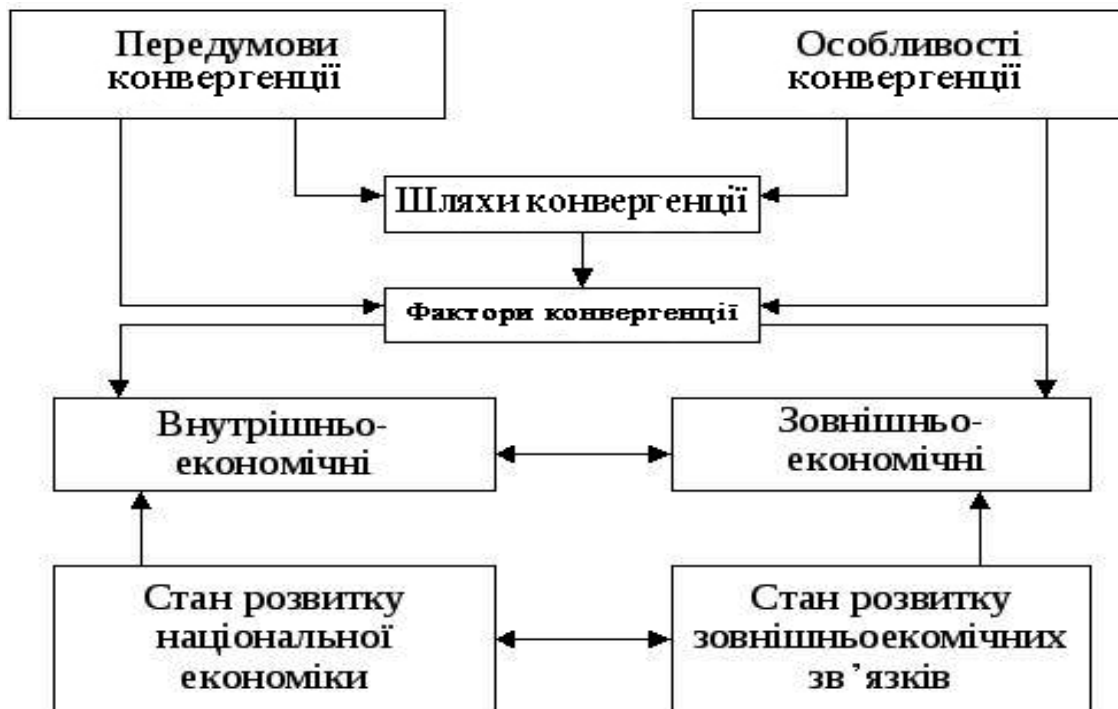 Передумови
конвергенції
Особливості
конвергенції
Шляхи конвергенції
Фактори конвергенції
Внутрішньо-
економічні
Зовнішньо-
економічні
Стан розвитку
національної
економіки
Стан розвитку
зовнішньоекомічних
зв’язків